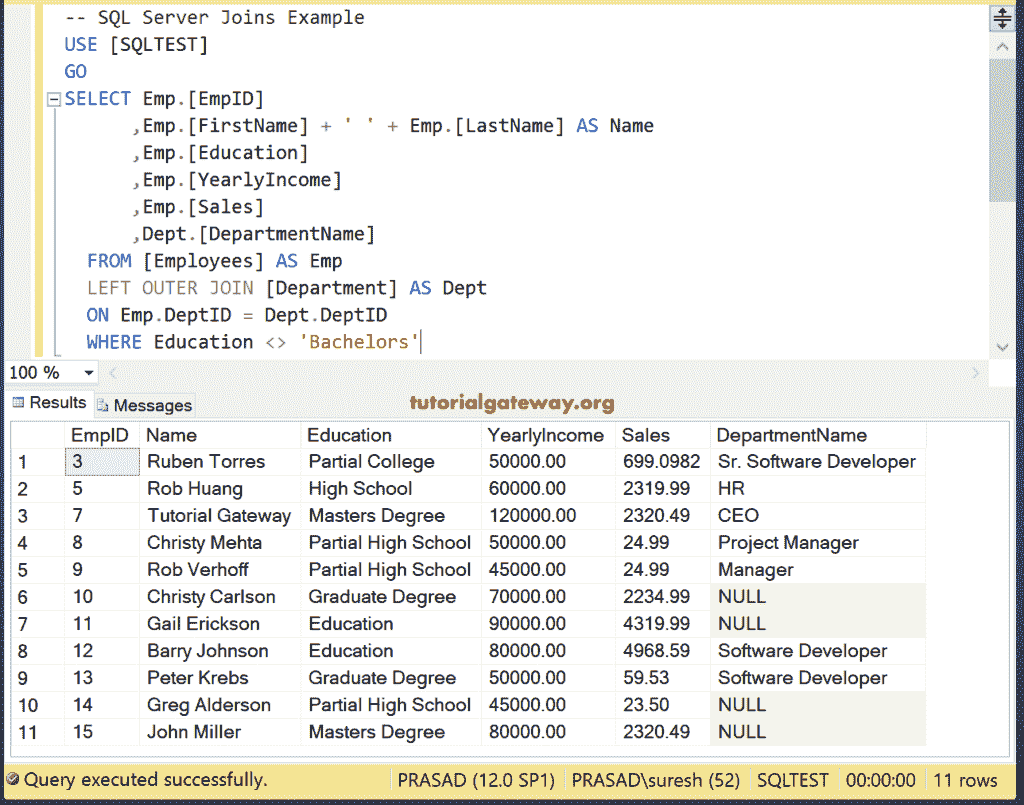 -- SQL Server Joins Example
USE [SQLTEST]
GO
SELECT Emp.[EmpID]
,Emp.[FirstName] + ' ' + Emp.[LastName] AS Name
,Emp.[Education]
,Emp.[YearlyIncome]
,Emp.[Sales]
,Dept.[DepartmentName]
FROM [Employees] AS Emp
LEFT OUTER JOIN [Department] AS Dept
ON Emp.DeptID = Dept.DeptID
WHERE Education <> 'Bachelors'
100 %
Results Messages tutorialgateway.org
EmpID Name Education YearlyIncome Sales DepartmentName
1 3 Ruben Torres Partial College 50000.00 699.0982 Sr. Software Developer
2 5 Rob Huang High School 60000.00 2319.99 HR
3 7 Tutorial Gateway Masters Degree 120000.00 2320.49 CEO
4 8 Christy Mehta Partial High School 50000.00 24.99 Project Manager
5 9 Rob Verhoff Partial High School 45000.00 24.99 Manager
6 10 Christy Carlson Graduate Degree 70000.00 2234.99 NULL
7 11 Gail Erickson Education 90000.00 4319.99 NULL
8 12 Barry Johnson Education 80000.00 4968.59 Software Developer
9 13 Peter Krebs Graduate Degree 50000.00 59.53 Software Developer
10 14 Greg Alderson Partial High School 45000.00 23.50 NULL
11 15 John Miller Masters Degree 80000.00 2320.49 NULL
Query executed successfully. PRASAD (12.0 SP1) PRASAD\suresh (52) SQLTEST 00:00:00 11 rows